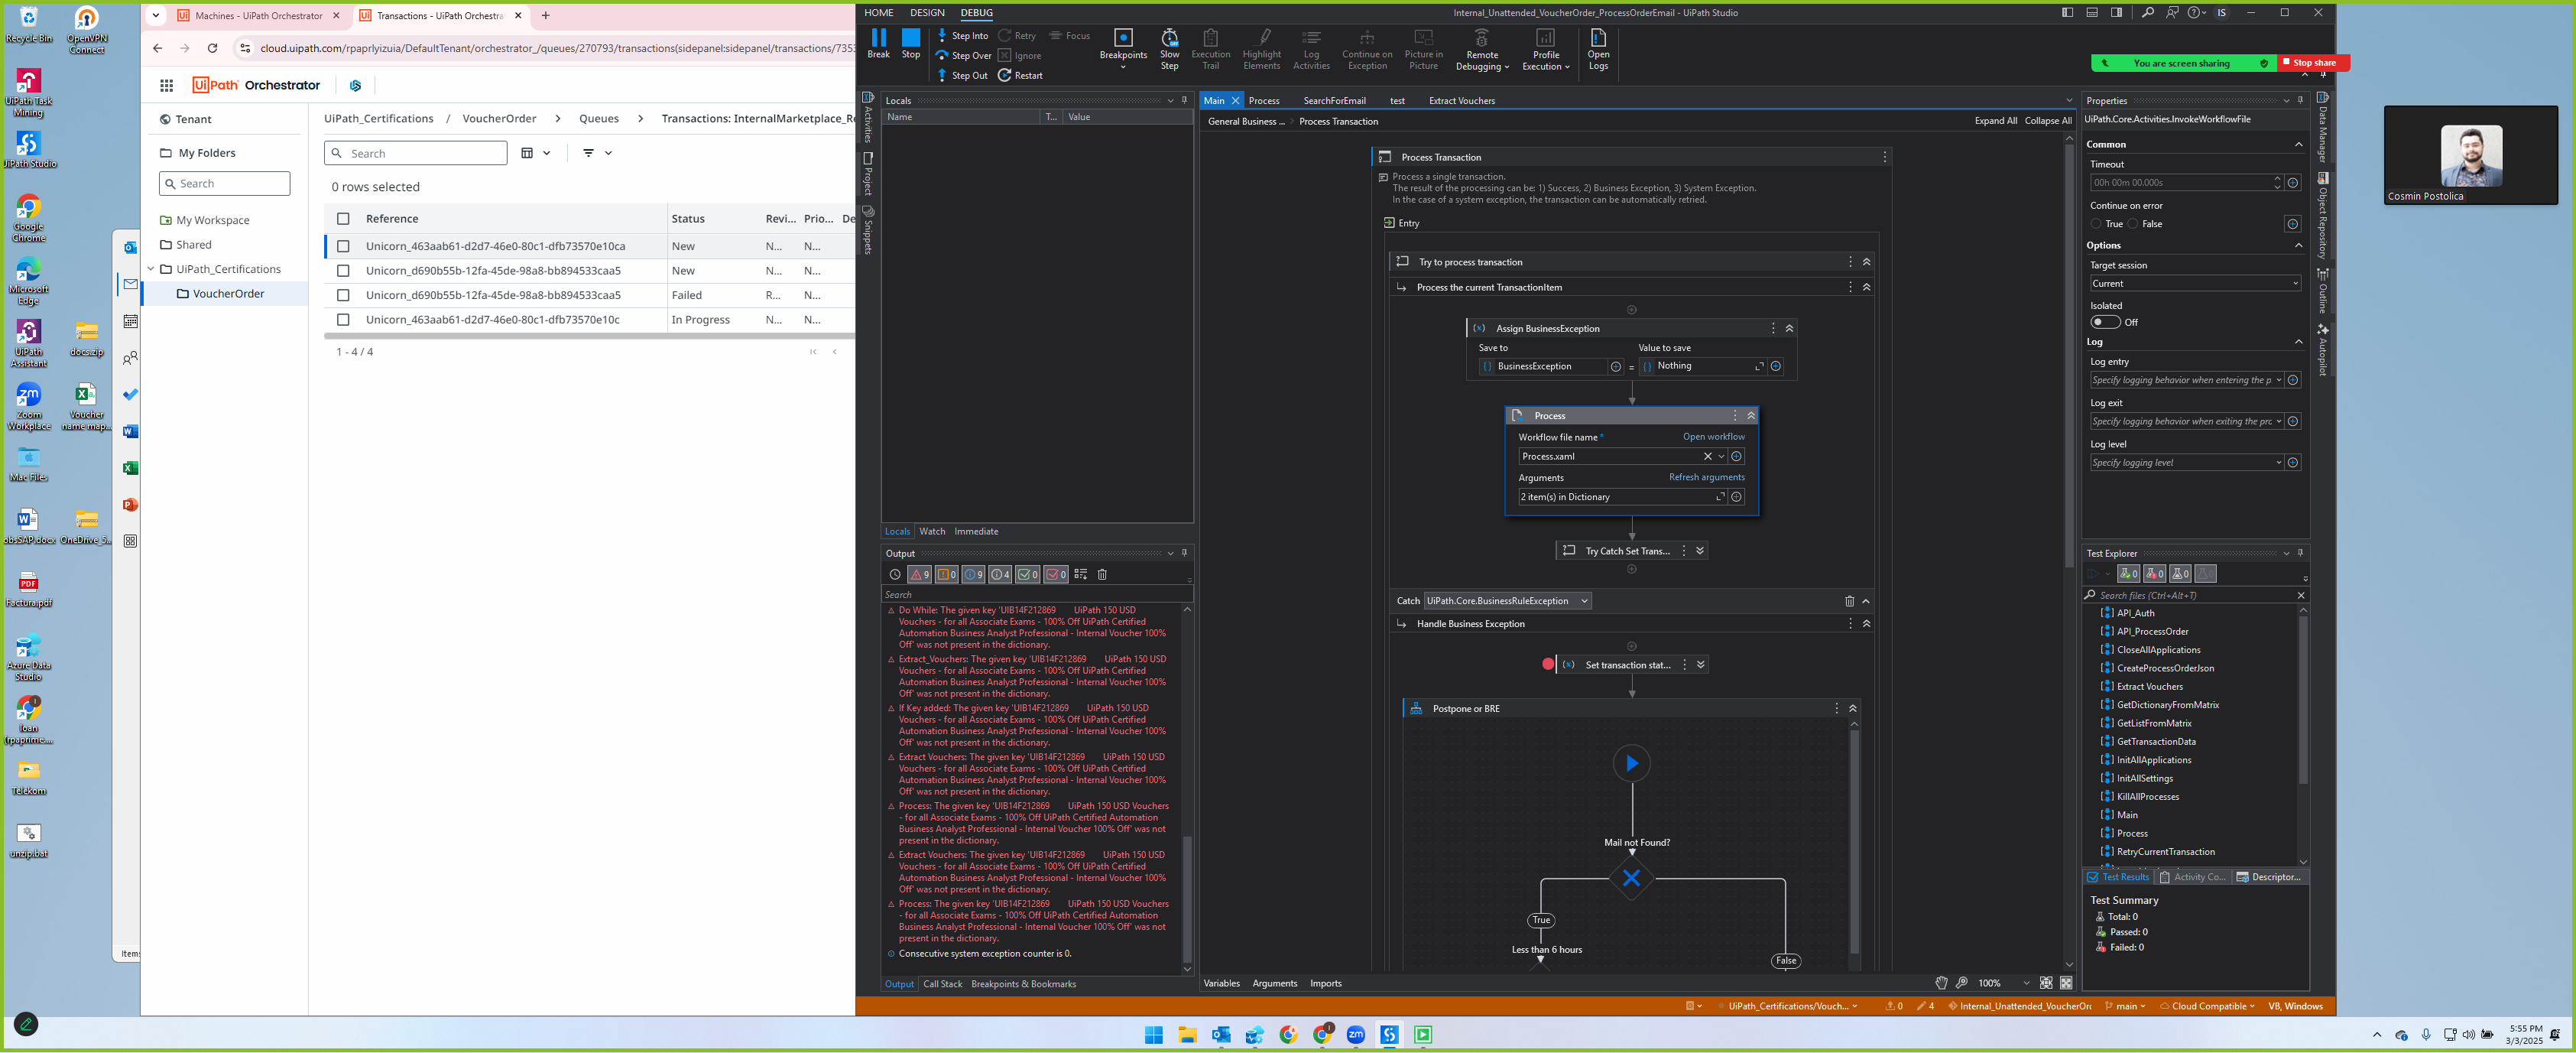 Recycle Bin
OpenVPN Connect
UiPath Task Mining
UiPath Studio
Google Chrome
Microsoft Edge
UiPath Assistant
docs.zip
Zoom Workplace
Voucher name map...
Mac Files
obsSAP.docx
OneDrive_5...
Factura.pdf
Azure Data Studio
Ioan (rpaprime....
Telekom
unzip.bat
Items
Machines - UiPath Orchestrator
Transactions - UiPath Orchestra
cloud.uipath.com/rpaprlyizuia/DefaultTenant/orchestrator_/queues/270793/transactions(sidepanel:sidepanel/transactions/7353
UiPath Orchestrator
Tenant
My Folders
Search
My Workspace
Shared
UiPath_Certifications
VoucherOrder
UiPath_Certifications / VoucherOrder > Queues > Transactions: InternalMarketplace_Re
Search
0 rows selected
Reference Status Revi... Prio... De
Unicorn_463aab61-d2d7-46e0-80c1-dfb73570e10ca New N... N...
Unicorn_d690b55b-12fa-45de-98a8-bb894533caa5 New N... N...
Unicorn_d690b55b-12fa-45de-98a8-bb894533caa5 Failed R... N...
Unicorn_463aab61-d2d7-46e0-80c1-dfb73570e10c In Progress N... N...
1 - 4 / 4
HOME DESIGN DEBUG
Internal_Unattended_VoucherOrder_ProcessOrderEmail - UiPath Studio
IS
Break
Stop
Step Into
Step Over
Step Out
Retry
Ignore
Restart
Focus
Breakpoints
Slow Step
Execution Trail
Highlight Elements
Log Activities
Continue on Exception
Picture in Picture
Remote Debugging
Profile Execution
Open Logs
You are screen sharing
Stop share
Activities
Project
Snippets
Locals
Name T... Value
Locals Watch Immediate
Output
9 0 9 4 0 0
Search
Do While: The given key 'UIB14F212869 UiPath 150 USD
Vouchers - for all Associate Exams - 100% Off UiPath Certified
Automation Business Analyst Professional - Internal Voucher 100%
Off' was not present in the dictionary.
Extract_Vouchers: The given key 'UIB14F212869 UiPath 150 USD
Vouchers - for all Associate Exams - 100% Off UiPath Certified
Automation Business Analyst Professional - Internal Voucher 100%
Off' was not present in the dictionary.
If Key added: The given key 'UIB14F212869 UiPath 150 USD
Vouchers - for all Associate Exams - 100% Off UiPath Certified
Automation Business Analyst Professional - Internal Voucher 100%
Off' was not present in the dictionary.
Extract Vouchers: The given key 'UIB14F212869 UiPath 150 USD
Vouchers - for all Associate Exams - 100% Off UiPath Certified
Automation Business Analyst Professional - Internal Voucher 100%
Off' was not present in the dictionary.
Process: The given key 'UIB14F212869 UiPath 150 USD Vouchers
- for all Associate Exams - 100% Off UiPath Certified Automation
Business Analyst Professional - Internal Voucher 100% Off' was not
present in the dictionary.
Extract Vouchers: The given key 'UIB14F212869 UiPath 150 USD
Vouchers - for all Associate Exams - 100% Off UiPath Certified
Automation Business Analyst Professional - Internal Voucher 100%
Off' was not present in the dictionary.
Process: The given key 'UIB14F212869 UiPath 150 USD Vouchers
- for all Associate Exams - 100% Off UiPath Certified Automation
Business Analyst Professional - Internal Voucher 100% Off' was not
present in the dictionary.
Consecutive system exception counter is 0.
Output Call Stack Breakpoints & Bookmarks
Main Process SearchForEmail test Extract Vouchers
General Business ... > Process Transaction
Expand All Collapse All
Process Transaction
Process a single transaction.
The result of the processing can be: 1) Success, 2) Business Exception, 3) System Exception.
In the case of a system exception, the transaction can be automatically retried.
Entry
Try to process transaction
Process the current TransactionItem
Assign BusinessException
Save to Value to save
BusinessException = Nothing
Process
Workflow file name * Open workflow
Process.xaml
Arguments Refresh arguments
2 item(s) in Dictionary
Try Catch Set Trans...
Catch UiPath.Core.BusinessRuleException
Handle Business Exception
Set transaction stat...
Postpone or BRE
Mail not Found?
True
Less than 6 hours
False
Variables Arguments Imports
100%
Properties
UiPath.Core.Activities.InvokeWorkflowFile
Common
Timeout
00h 00m 00.000s
Continue on error
True False
Options
Target session
Current
Isolated
Off
Log
Log entry
Specify logging behavior when entering the p
Log exit
Specify logging behavior when exiting the prc
Log level
Specify logging level
Test Explorer
0 0 0
Search files (Ctrl+Alt+T)
API_Auth
API_ProcessOrder
CloseAllApplications
CreateProcessOrderJson
Extract Vouchers
GetDictionaryFromMatrix
GetListFromMatrix
GetTransactionData
InitAllApplications
InitAllSettings
KillAllProcesses
Main
Process
RetryCurrentTransaction
Test Results Activity Co... Descriptor...
Test Summary
Total: 0
Passed: 0
Failed: 0
Data Manager
Object Repository
Outline
Autopilot
UiPath_Certifications/Vouch... 0 4 Internal_Unattended_VoucherOrc main Cloud Compatible VB, Windows
Cosmin Postolica
5:55 PM
3/3/2025